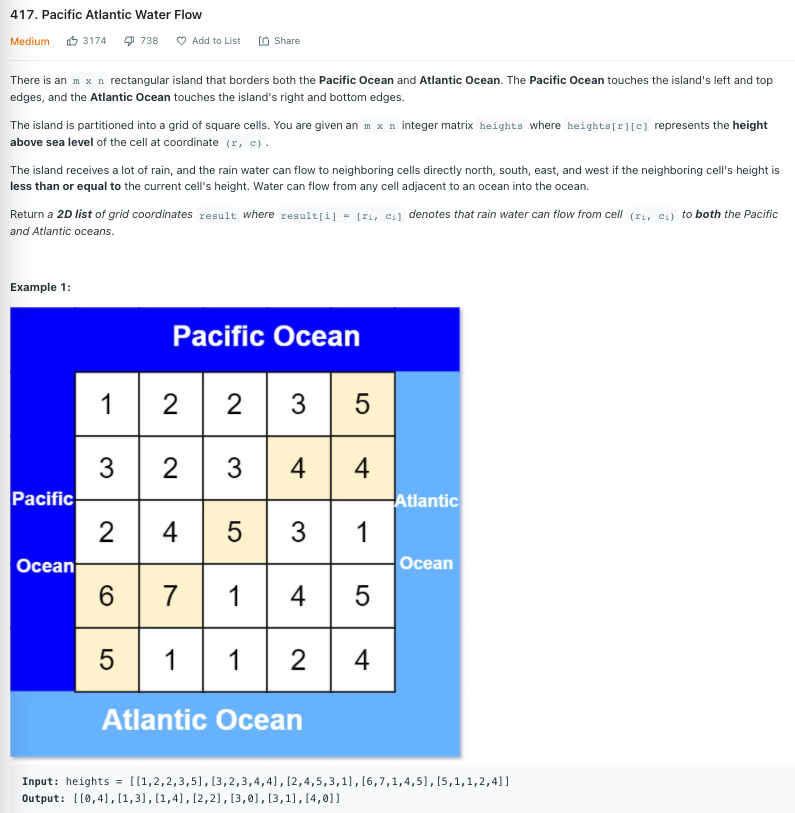 417. Pacific Atlantic Water Flow
Medium 3174 738 Add to List Share
There is an m x n rectangular island that borders both the Pacific Ocean and Atlantic Ocean. The Pacific Ocean touches the island's left and top
edges, and the Atlantic Ocean touches the island's right and bottom edges.
The island is partitioned into a grid of square cells. You are given an m x n integer matrix heights where heights[r][c] represents the height
above sea level of the cell at coordinate (r, c).
The island receives a lot of rain, and the rain water can flow to neighboring cells directly north, south, east, and west if the neighboring cell's height is
less than or equal to the current cell's height. Water can flow from any cell adjacent to an ocean into the ocean.
Return a 2D list of grid coordinates result where result[i] = [rᵢ, cᵢ] denotes that rain water can flow from cell (rᵢ, cᵢ) to both the Pacific
and Atlantic oceans.
Example 1:
Pacific Ocean
1 2 2 3 5
3 2 3 4 4
Pacific Atlantic
2 4 5 3 1
Ocean Ocean
6 7 1 4 5
5 1 1 2 4
Atlantic Ocean
Input: heights = [[1,2,2,3,5],[3,2,3,4,4],[2,4,5,3,1],[6,7,1,4,5],[5,1,1,2,4]]
Output: [[0,4],[1,3],[1,4],[2,2],[3,0],[3,1],[4,0]]